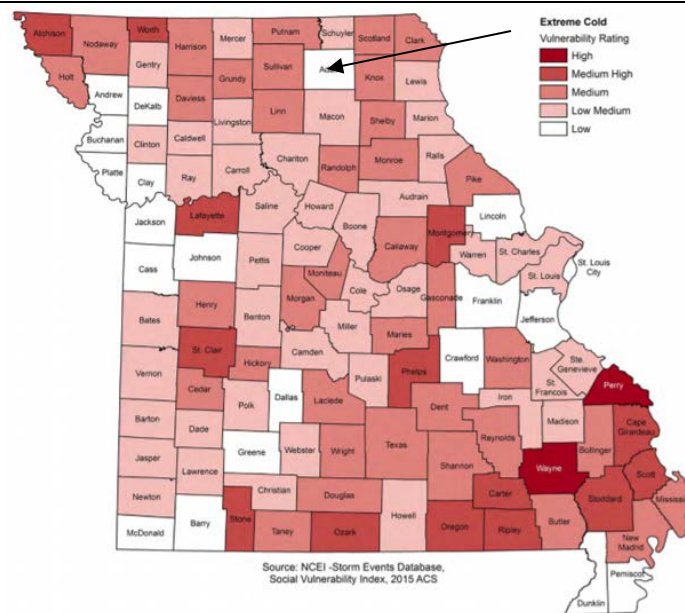 Extreme Cold
Vulnerability Rating
High
Medium High
Medium
Low Medium
Low
Atchison
Nodaway
Worth
Harrison
Mercer
Putnam
Schuyler
Scotland
Clark
Holt
Gentry
Grundy
Sullivan
Knox
Lewis
Andrew
DeKalb
Daviess
Livingston
Linn
Macon
Shelby
Marion
Buchanan
Clinton
Caldwell
Chariton
Randolph
Monroe
Ralls
Platte
Clay
Ray
Carroll
Pike
Saline
Howard
Boone
Audrain
Lincoln
Jackson
Lafayette
Cooper
Callaway
Montgomery
Warren
St. Charles
St. Louis
St. Louis
City
Cass
Johnson
Pettis
Moniteau
Cole
Osage
Gasconade
Franklin
Jefferson
Bates
Henry
Morgan
Benton
Miller
Maries
Vernon
St. Clair
Hickory
Camden
Pulaski
Phelps
Crawford
Washington
Ste.
Genevieve
St.
Francois
Perry
Cedar
Polk
Dallas
Laclede
Dent
Iron
Madison
Barton
Dade
Greene
Webster
Wright
Texas
Reynolds
Bollinger
Cape
Girardeau
Jasper
Lawrence
Christian
Douglas
Shannon
Wayne
Scott
Newton
Stone
Taney
Ozark
Howell
Carter
Oregon
Ripley
Butler
Stoddard
New
Madrid
McDonald
Barry
Pemiscot
Dunklin
Source: NCEI -Storm Events Database,
Social Vulnerability Index, 2015 ACS